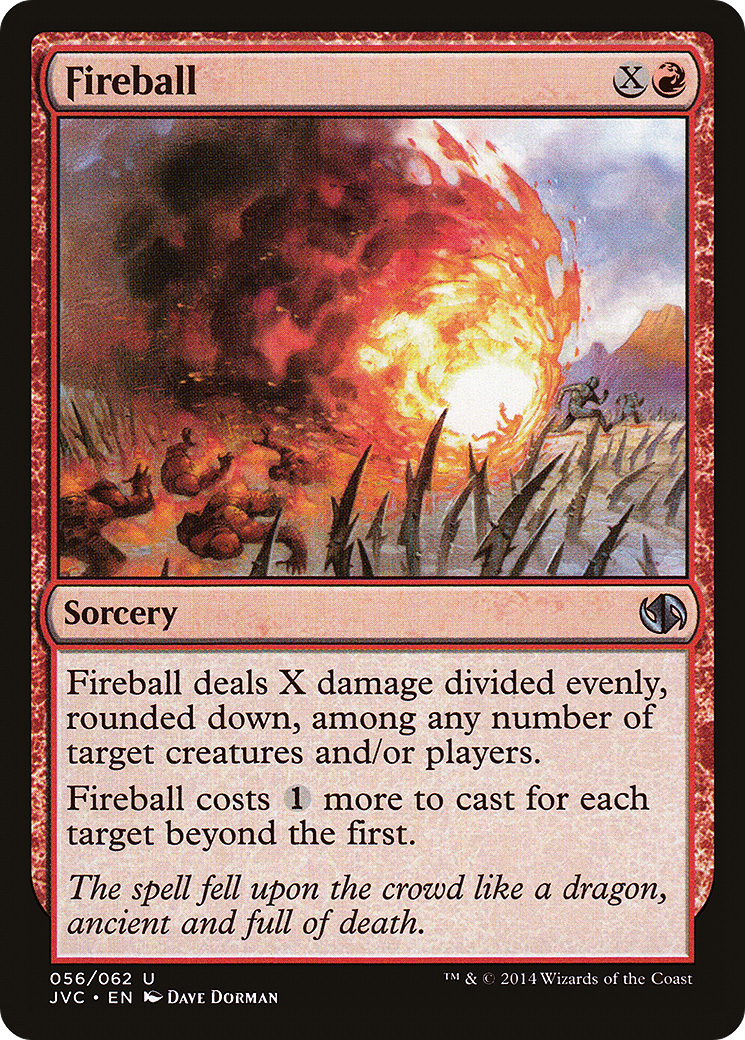 Fireball X
Sorcery
Fireball deals X damage divided evenly,
rounded down, among any number of
target creatures and/or players.
Fireball costs 1 more to cast for each
target beyond the first.
The spell fell upon the crowd like a dragon,
ancient and full of death.
056/062 U
™ & © 2014 Wizards of the Coast
JVC • EN Dave Dorman